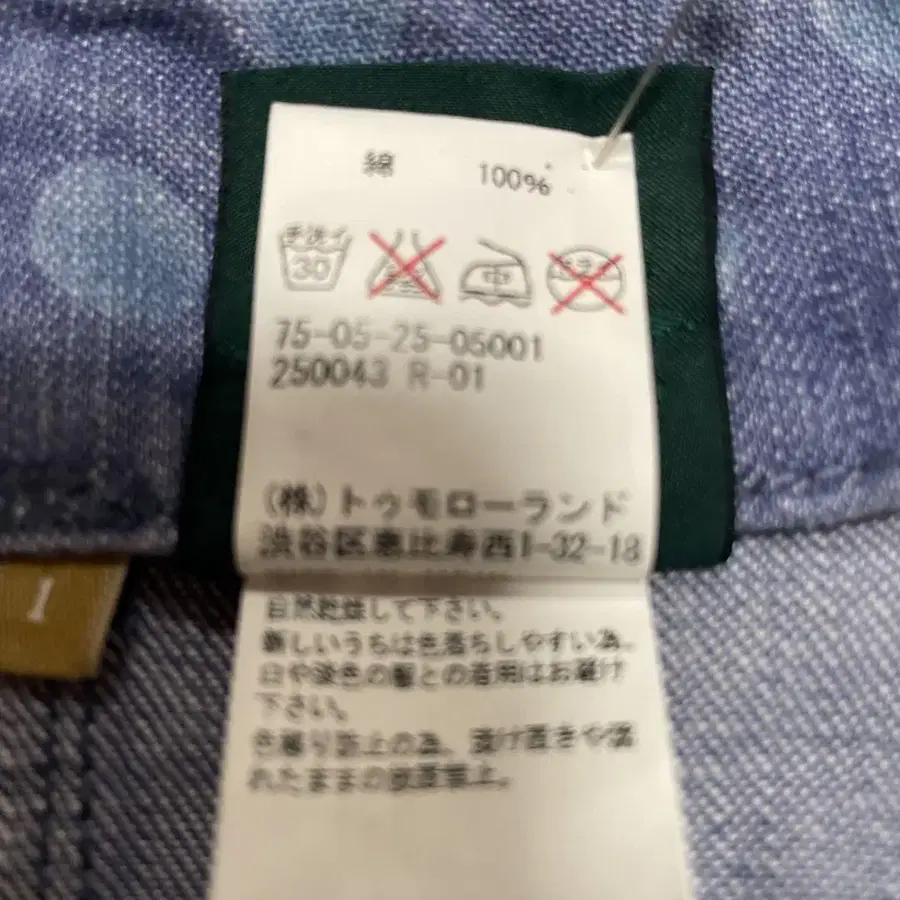 綿 100%
手洗イ
30
中
75-05-25-05001
250043 R-01
(株)トゥモローランド
渋谷区恵比寿西1-32-18
自然乾燥して下さい。
新しいうちは色落ちしやすい為、
白や淡色の服との着用はお避け
下さい。
色移り防止の為、漬け置きや濡
れたままの放置禁止。
1